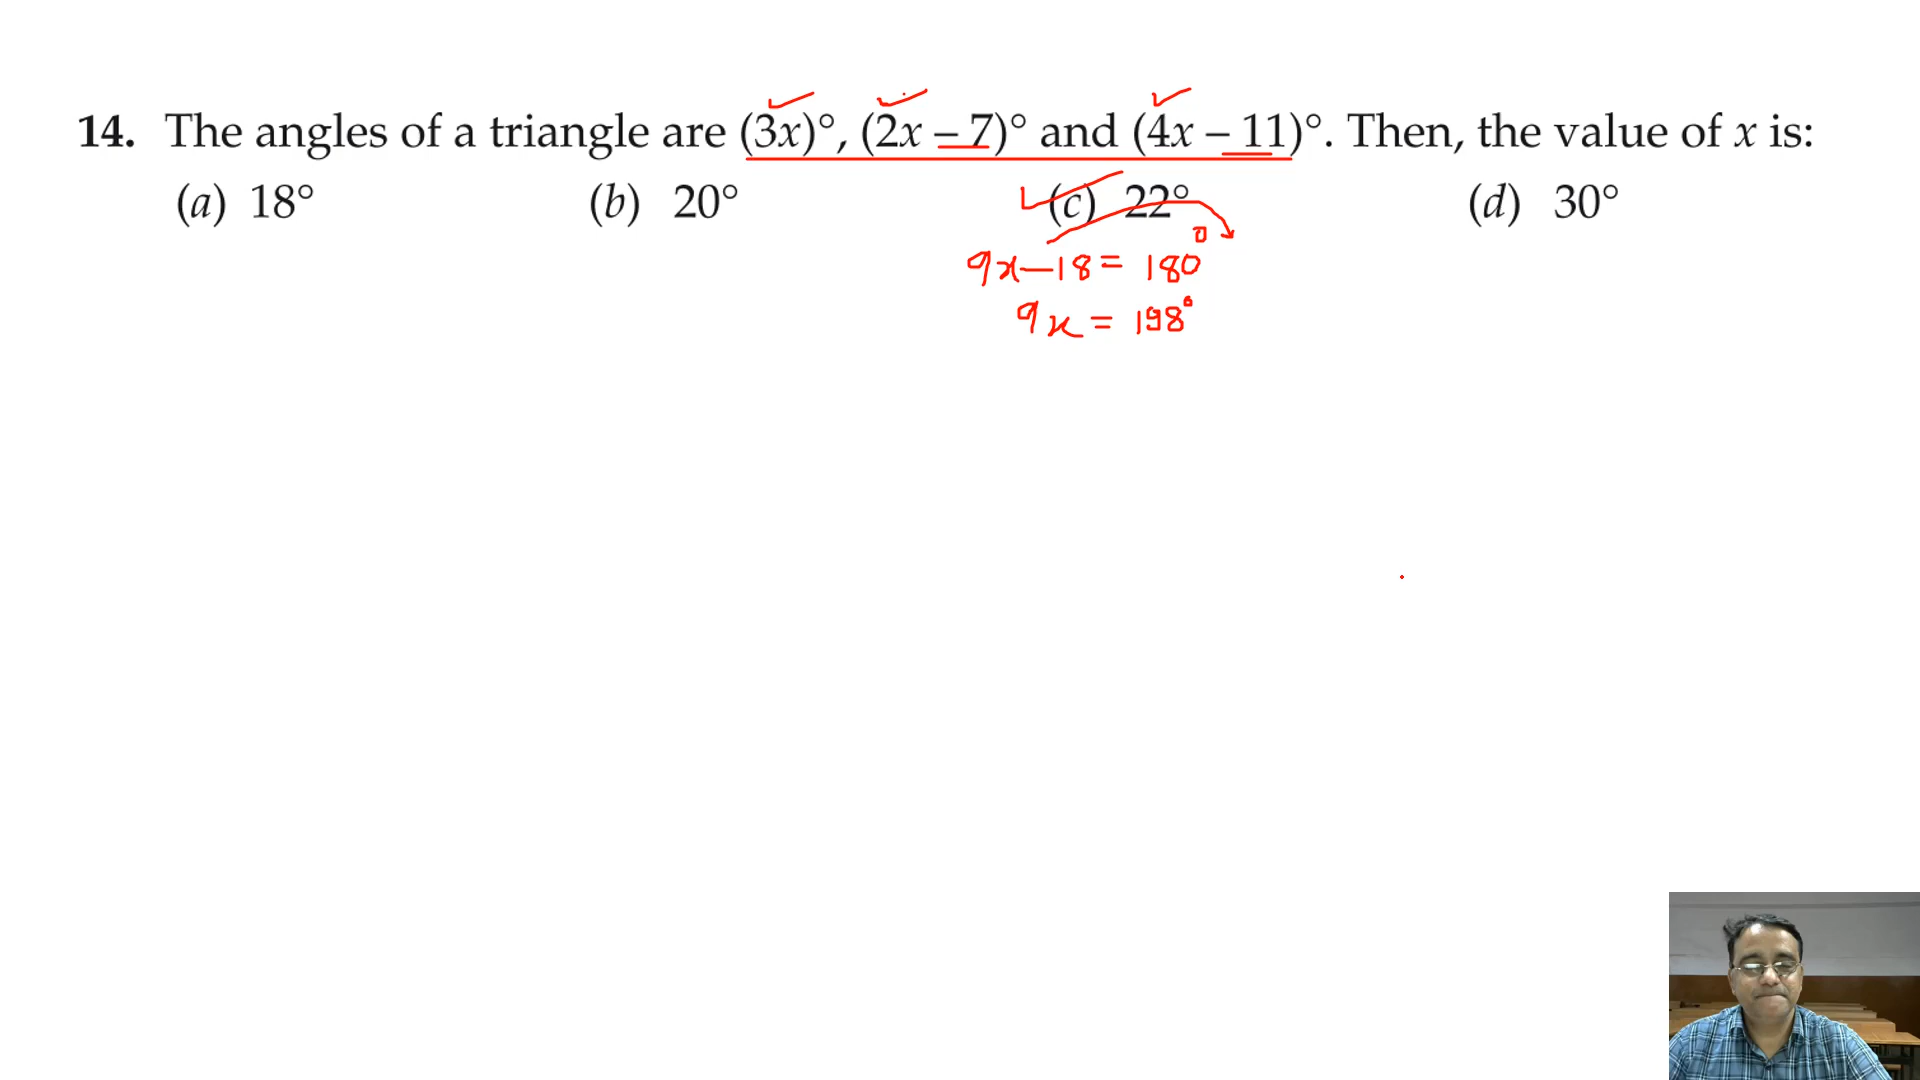 14. The angles of a triangle are (3x)°, (2x – 7)° and (4x – 11)°. Then, the value of x is:
(a) 18° (b) 20° (c) 22° (d) 30°
9x – 18 = 180°
9x = 198°